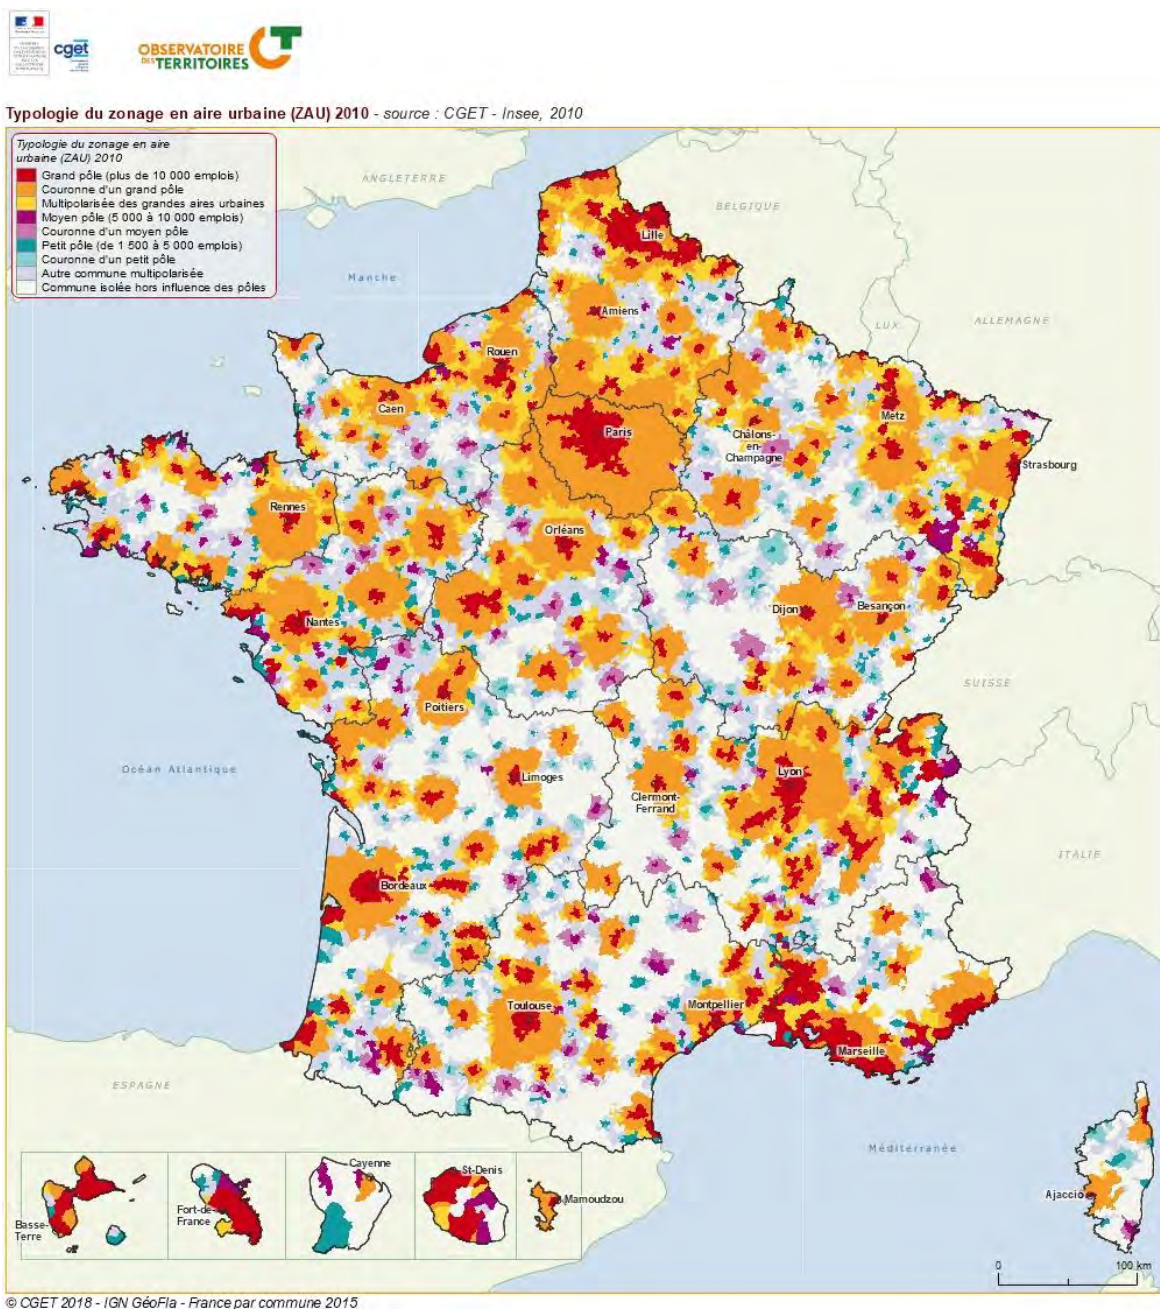 cget
OBSERVATOIRE
DES TERRITOIRES
Typologie du zonage en aire urbaine (ZAU) 2010 - source : CGET - Insee, 2010
Typologie du zonage en aire
urbaine (ZAU) 2010
Grand pôle (plus de 10 000 emplois)
Couronne d'un grand pôle
Multipolarisée des grandes aires urbaines
Moyen pôle (5 000 à 10 000 emplois)
Couronne d'un moyen pôle
Petit pôle (de 1 500 à 5 000 emplois)
Couronne d'un petit pôle
Autre commune multipolarisée
Commune isolée hors influence des pôles
ANGLETERRE
BELGIQUE
Lille
Manche
Amiens
LUX.
ALLEMAGNE
Rouen
Caen
Metz
Paris
Châlons-
en-
Champagne
Strasbourg
Rennes
Orléans
Dijon
Besançon
Nantes
SUISSE
Poitiers
Océan Atlantique
Limoges
Lyon
Clermont-
Ferrand
ITALIE
Bordeaux
Toulouse
Montpellier
Marseille
ESPAGNE
Méditerranée
Ajaccio
Basse-
Terre
Fort-de-
France
Cayenne
St-Denis
Mamoudzou
0
100 km
© CGET 2018 - IGN GéoFla - France par commune 2015